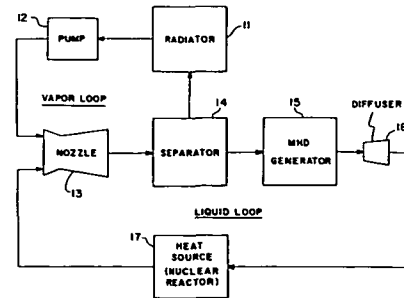 12
PUMP
RADIATOR
11
VAPOR LOOP
14
15
DIFFUSER
NOZZLE
SEPARATOR
MHD
GENERATOR
16
13
LIQUID LOOP
17
HEAT
SOURCE
(NUCLEAR
REACTOR)